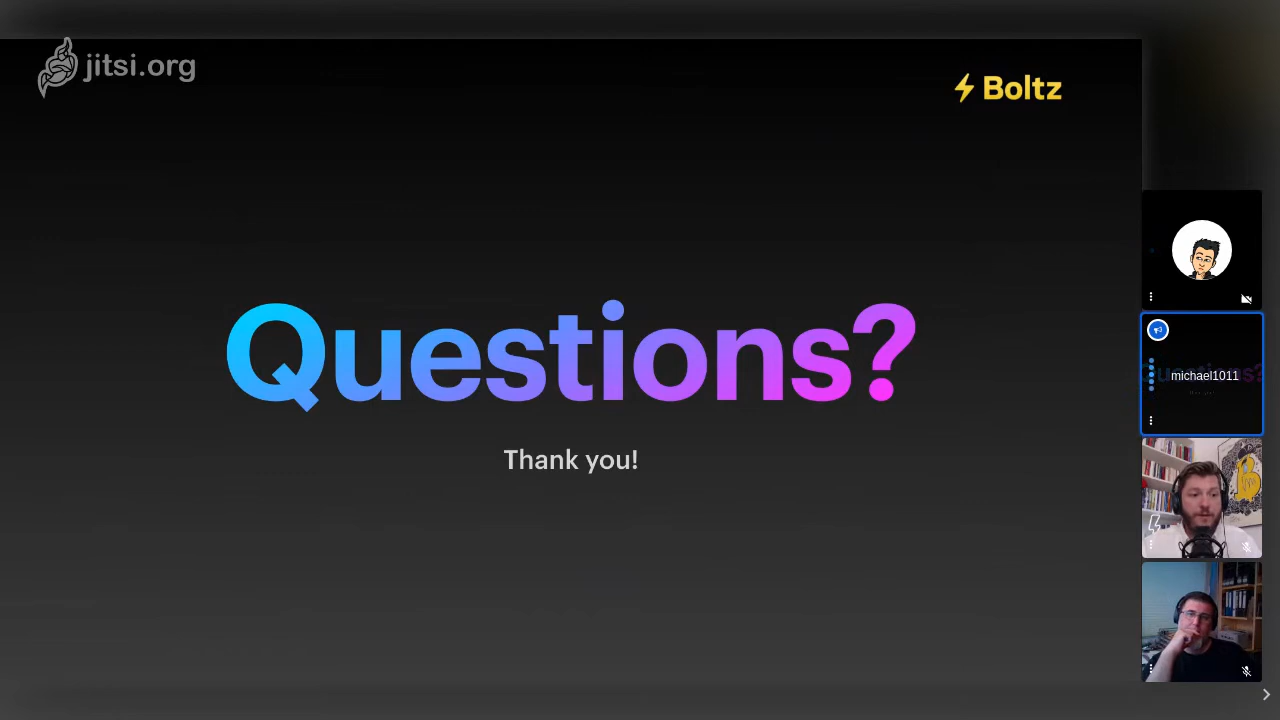 jitsi.org
Boltz
Questions?
Thank you!
michael1011